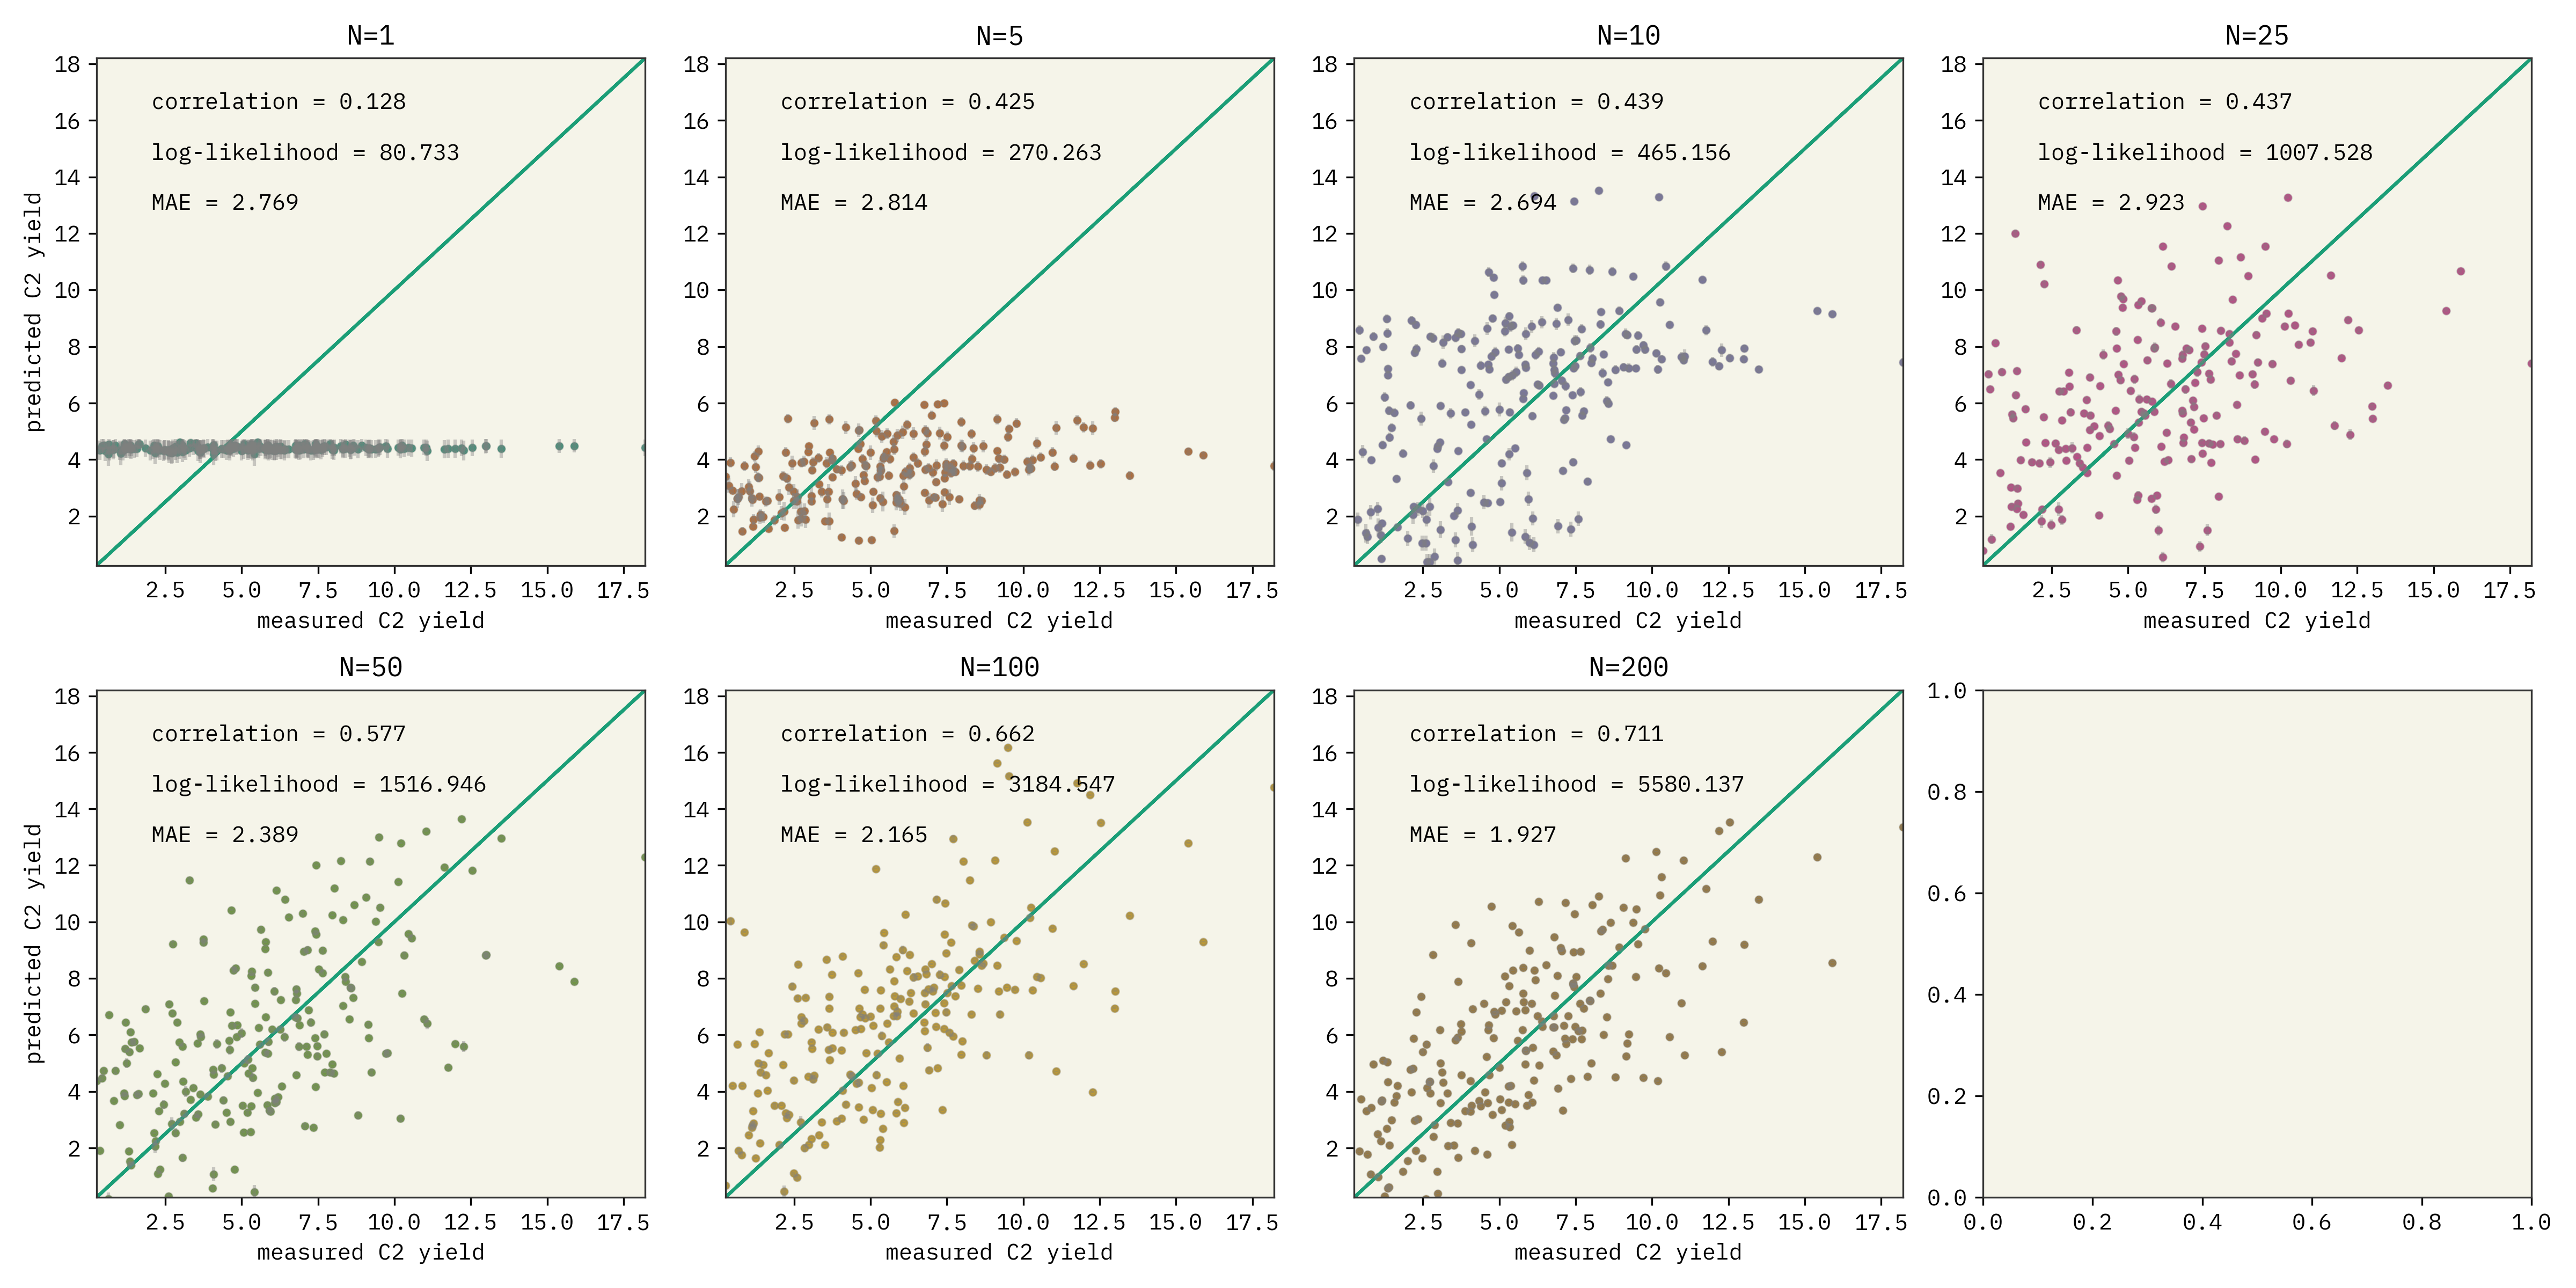 N=1
18
16
14
12
10
8
6
4
2
predicted C2 yield
correlation = 0.128
log-likelihood = 80.733
MAE = 2.769
2.5 5.0 7.5 10.0 12.5 15.0 17.5
measured C2 yield
N=5
18
16
14
12
10
8
6
4
2
correlation = 0.425
log-likelihood = 270.263
MAE = 2.814
2.5 5.0 7.5 10.0 12.5 15.0 17.5
measured C2 yield
N=10
18
16
14
12
10
8
6
4
2
correlation = 0.439
log-likelihood = 465.156
MAE = 2.694
2.5 5.0 7.5 10.0 12.5 15.0 17.5
measured C2 yield
N=25
18
16
14
12
10
8
6
4
2
correlation = 0.437
log-likelihood = 1007.528
MAE = 2.923
2.5 5.0 7.5 10.0 12.5 15.0 17.5
measured C2 yield
N=50
18
16
14
12
10
8
6
4
2
predicted C2 yield
correlation = 0.577
log-likelihood = 1516.946
MAE = 2.389
2.5 5.0 7.5 10.0 12.5 15.0 17.5
measured C2 yield
N=100
18
16
14
12
10
8
6
4
2
correlation = 0.662
log-likelihood = 3184.547
MAE = 2.165
2.5 5.0 7.5 10.0 12.5 15.0 17.5
measured C2 yield
N=200
18
16
14
12
10
8
6
4
2
correlation = 0.711
log-likelihood = 5580.137
MAE = 1.927
2.5 5.0 7.5 10.0 12.5 15.0 17.5
measured C2 yield
1.0
0.8
0.6
0.4
0.2
0.0
0.0 0.2 0.4 0.6 0.8 1.0